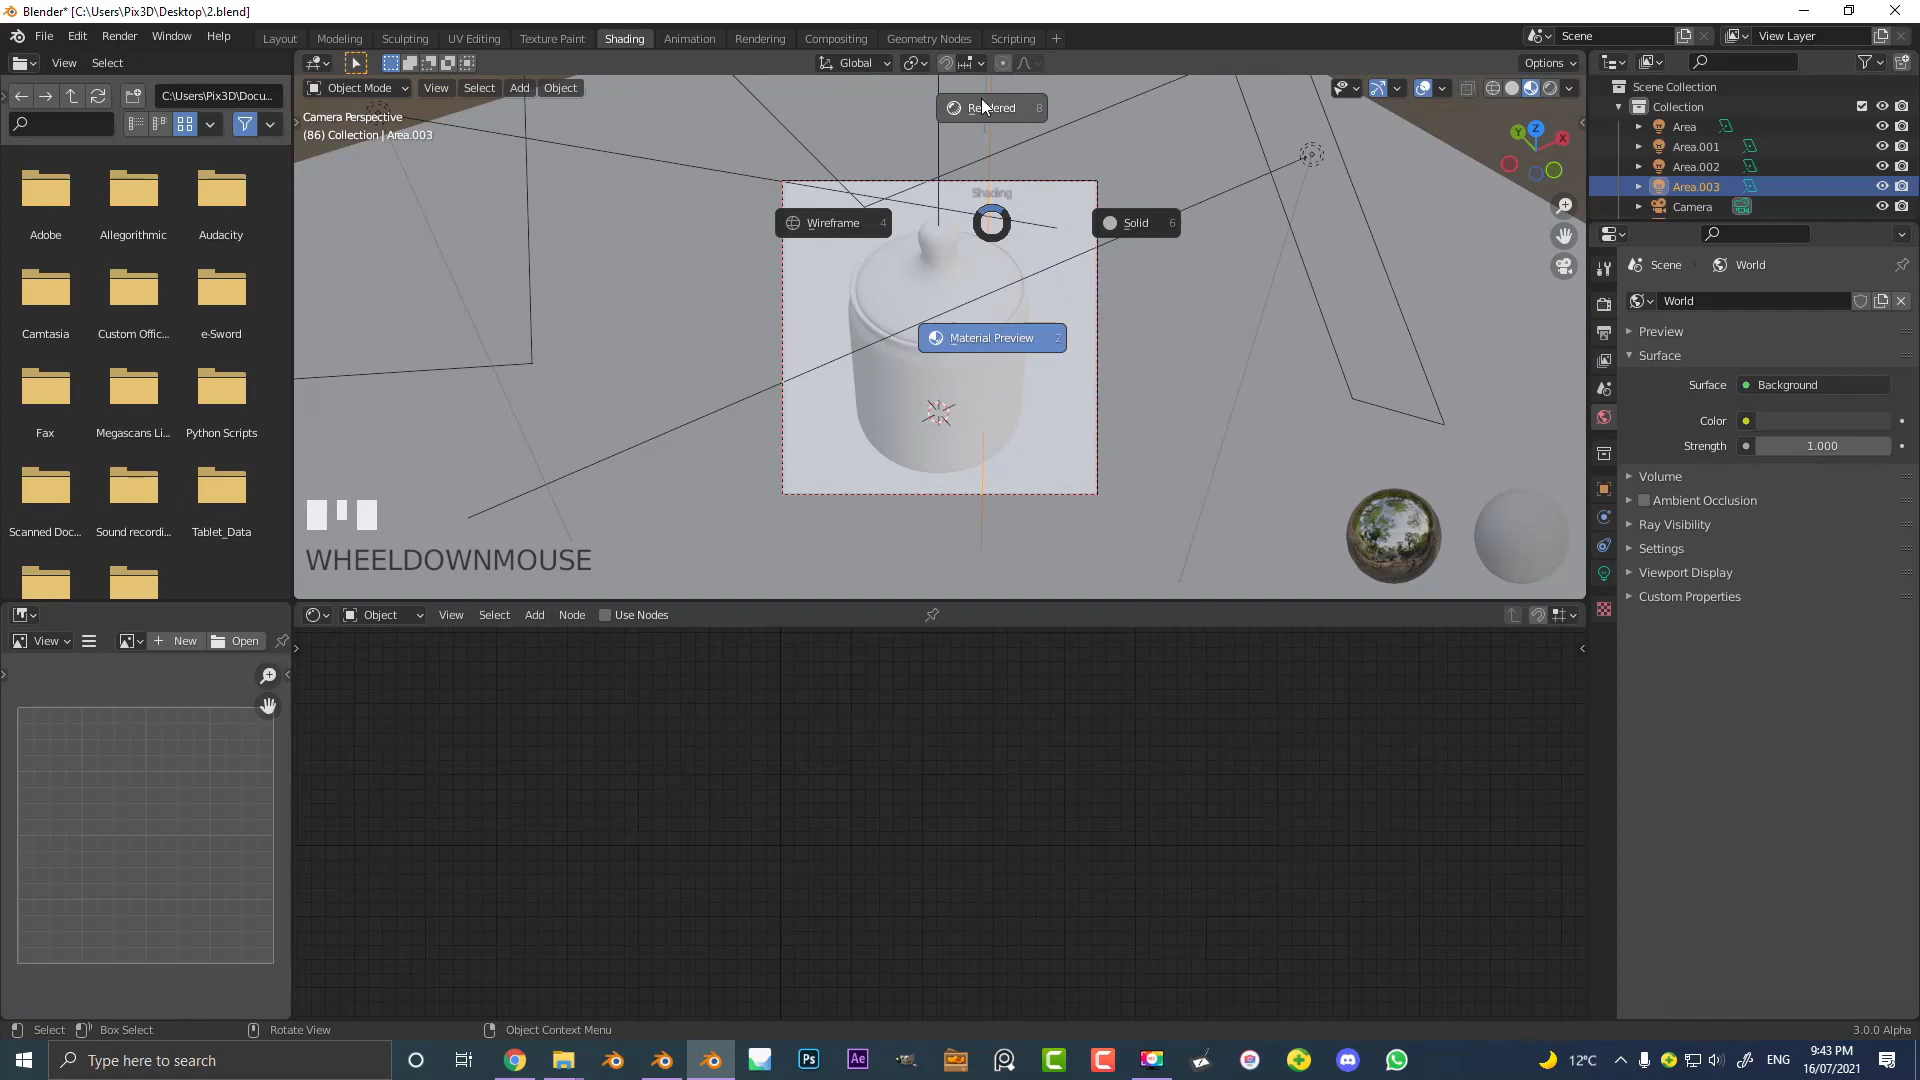 Blender* [C:\Users\Pix3D\Desktop\2.blend]
File Edit Render Window Help
Layout Modeling Sculpting UV Editing Texture Paint Shading Animation Rendering Compositing Geometry Nodes Scripting
Scene View Layer
View Select
Global
Options
C:\Users\Pix3D\Docu...
Object Mode View Select Add Object
Camera Perspective
(86) Collection | Area.003
Rendered 8
Shading
Wireframe 4
Solid 6
Material Preview 2
Y Z X
WHEELDOWNMOUSE
Adobe Allegorithmic Audacity
Camtasia Custom Offic... e-Sword
Fax Megascans Li... Python Scripts
Scanned Doc... Sound recordi... Tablet_Data
Scene Collection
Collection
Area
Area.001
Area.002
Area.003
Camera
Scene World
World
Preview
Surface
Surface Background
Color
Strength 1.000
Volume
Ambient Occlusion
Ray Visibility
Settings
Viewport Display
Custom Properties
View New Open
Object View Select Add Node Use Nodes
Select Box Select Rotate View Object Context Menu
3.0.0 Alpha
Type here to search
Ps Ae
12°C ENG
9:43 PM
16/07/2021